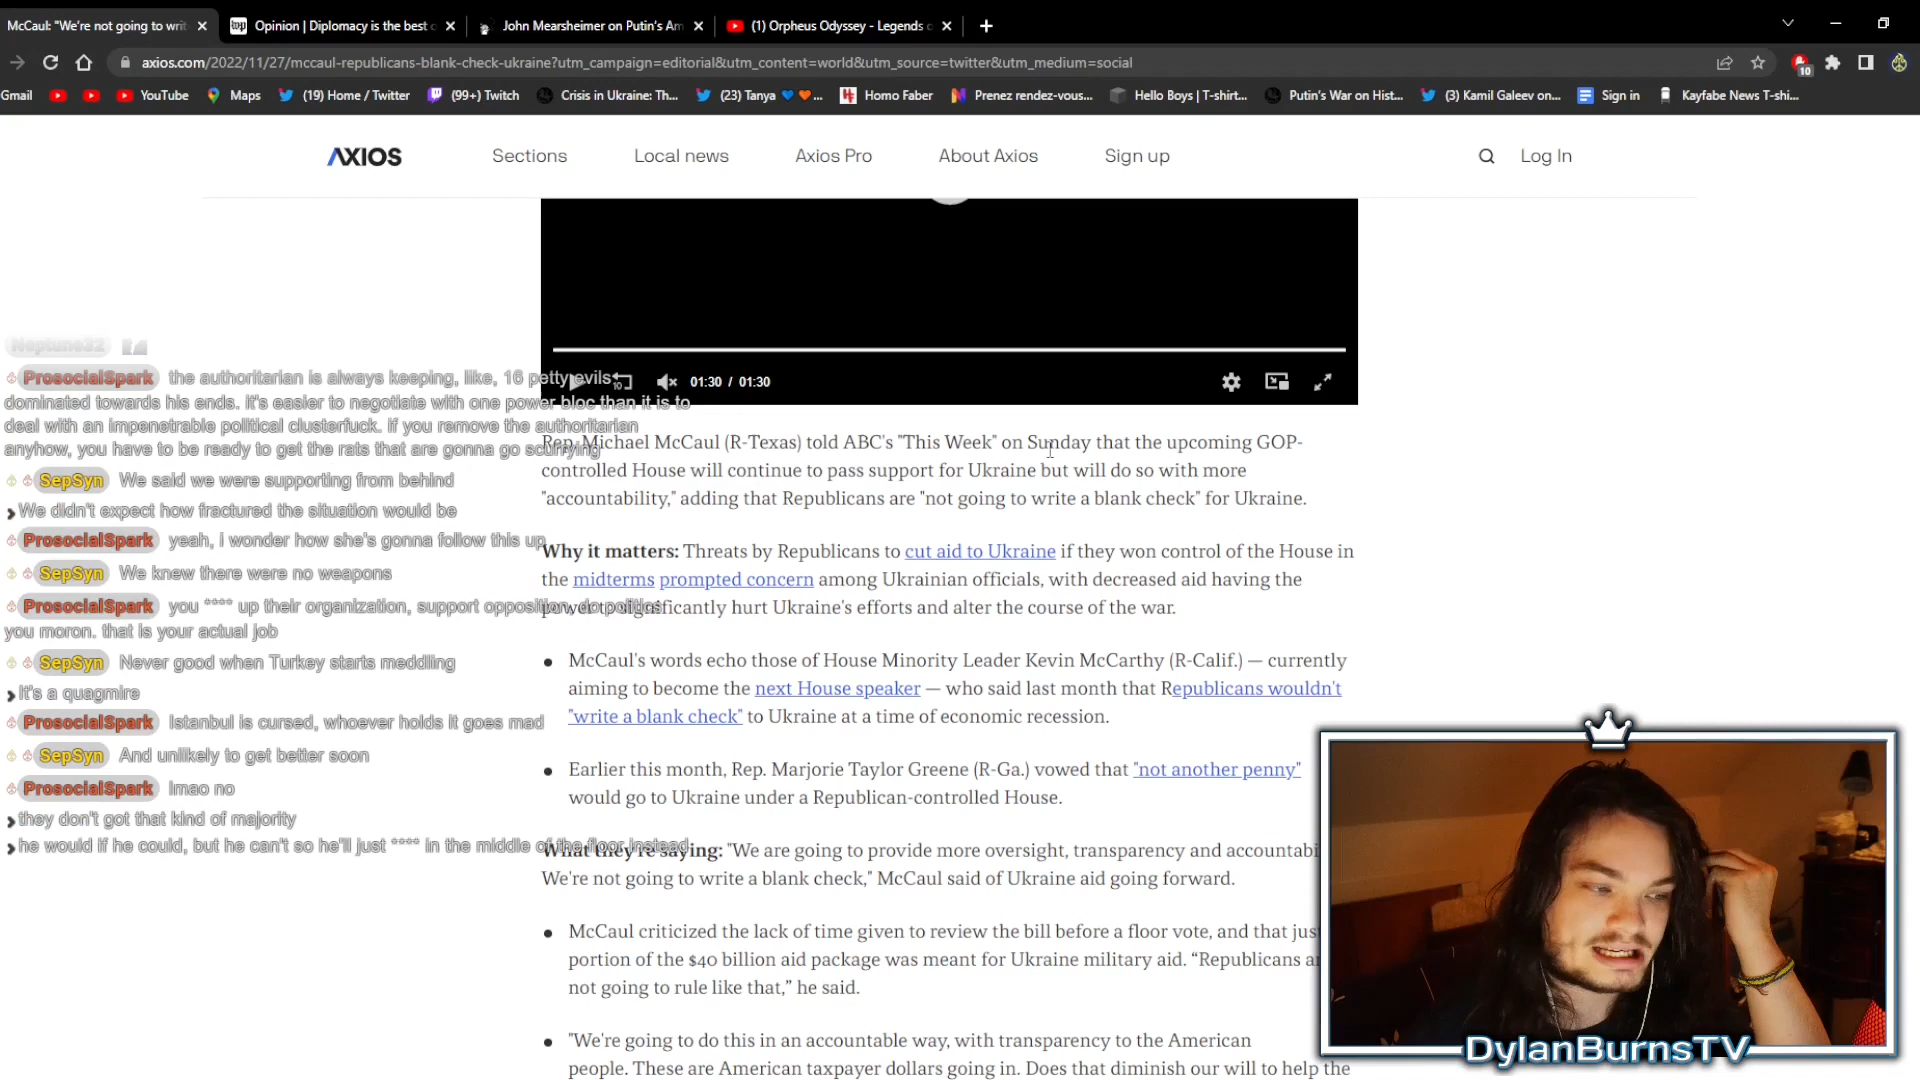 McCaul: "We're not going to writ
Opinion | Diplomacy is the best
John Mearsheimer on Putin's Am
(1) Orpheus Odyssey - Legends
axios.com/2022/11/27/mccaul-republicans-blank-check-ukraine?utm_campaign=editorial&utm_content=world&utm_source=twitter&utm_medium=social
10
Gmail
YouTube
Maps
(19) Home / Twitter
(99+) Twitch
Crisis in Ukraine: Th...
(23) Tanya 💙🧡...
Homo Faber
Prenez rendez-vous...
Hello Boys | T-shirt...
Putin's War on Hist...
(3) Kamil Galeev on...
Sign in
Kayfabe News T-shi...
AXIOS
Sections
Local news
Axios Pro
About Axios
Sign up
Log In
10
01:30 / 01:30
Rep. Michael McCaul (R-Texas) told ABC's "This Week" on Sunday that the upcoming GOP-
controlled House will continue to pass support for Ukraine but will do so with more
"accountability," adding that Republicans are "not going to write a blank check" for Ukraine.
Why it matters: Threats by Republicans to cut aid to Ukraine if they won control of the House in
the midterms prompted concern among Ukrainian officials, with decreased aid having the
power to significantly hurt Ukraine's efforts and alter the course of the war.
McCaul's words echo those of House Minority Leader Kevin McCarthy (R-Calif.) — currently
aiming to become the next House speaker — who said last month that Republicans wouldn't
"write a blank check" to Ukraine at a time of economic recession.
Earlier this month, Rep. Marjorie Taylor Greene (R-Ga.) vowed that "not another penny"
would go to Ukraine under a Republican-controlled House.
What they're saying: "We are going to provide more oversight, transparency and accountabi
We're not going to write a blank check," McCaul said of Ukraine aid going forward.
McCaul criticized the lack of time given to review the bill before a floor vote, and that jus
portion of the $40 billion aid package was meant for Ukraine military aid. "Republicans a
not going to rule like that," he said.
"We're going to do this in an accountable way, with transparency to the American
people. These are American taxpayer dollars going in. Does that diminish our will to help the
Neptune32
ProsocialSpark the authoritarian is always keeping, like, 16 petty evils
dominated towards his ends. it's easier to negotiate with one power bloc than it is to
deal with an impenetrable political clusterfuck. if you remove the authoritarian
anyhow, you have to be ready to get the rats that are gonna go scurrying
SepSyn We said we were supporting from behind
We didn't expect how fractured the situation would be
ProsocialSpark yeah, i wonder how she's gonna follow this up
SepSyn We knew there were no weapons
ProsocialSpark you **** up their organization, support opposition, do politics
you moron. that is your actual job
SepSyn Never good when Turkey starts meddling
It's a quagmire
ProsocialSpark Istanbul is cursed, whoever holds it goes mad
SepSyn And unlikely to get better soon
ProsocialSpark lmao no
they don't got that kind of majority
he would if he could, but he can't so he'll just **** in the middle of the floor instead
DylanBurnsTV